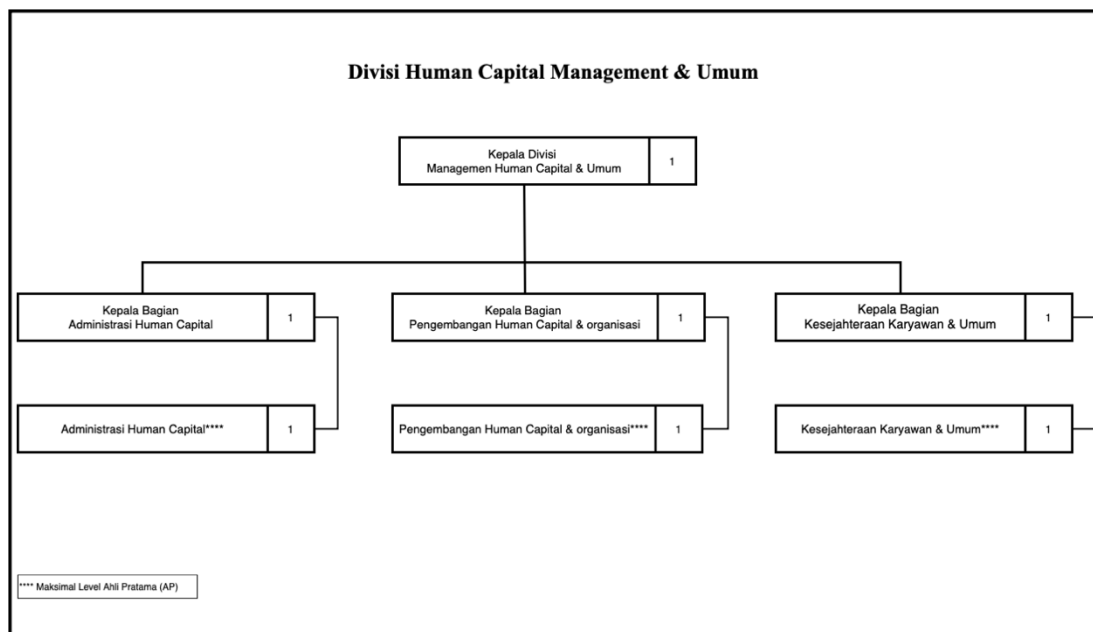 Divisi Human Capital Management & Umum
Kepala Divisi
Managemen Human Capital & Umum
1
Kepala Bagian
Administrasi Human Capital
1
Kepala Bagian
Pengembangan Human Capital & organisasi
1
Kepala Bagian
Kesejahteraan Karyawan & Umum
1
Administrasi Human Capital****
1
Pengembangan Human Capital & organisasi****
1
Kesejahteraan Karyawan & Umum****
1
**** Maksimal Level Ahli Pratama (AP)